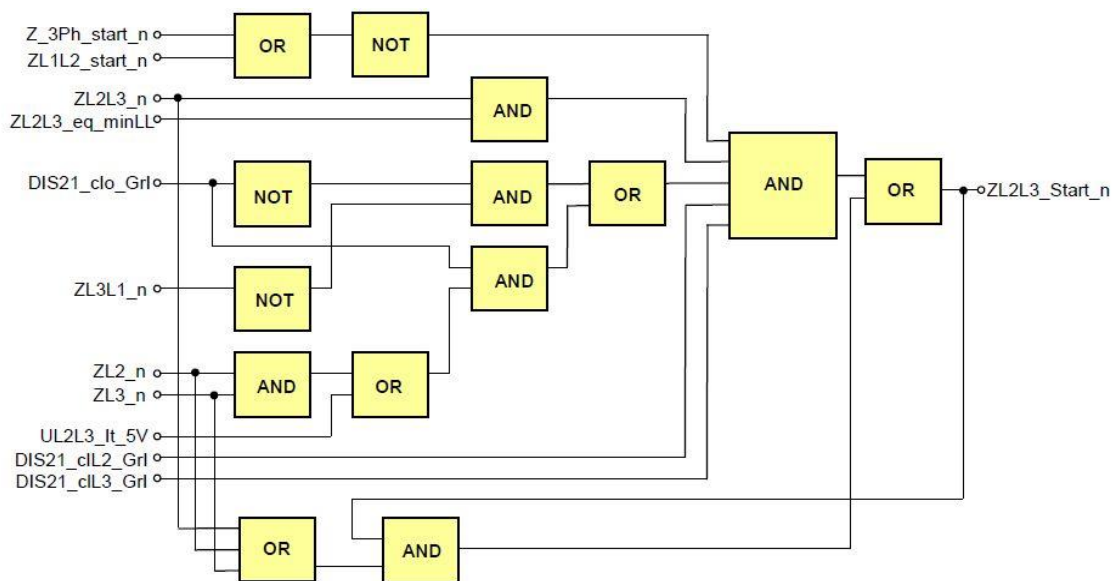 Z_3Ph_start_n
OR
NOT
ZL1L2_start_n
ZL2L3_n
AND
ZL2L3_eq_minLL
DIS21_clo_GrI
NOT
AND
OR
AND
OR
ZL2L3_Start_n
AND
ZL3L1_n
NOT
ZL2_n
AND
OR
ZL3_n
UL2L3_lt_5V
DIS21_clL2_GrI
DIS21_clL3_GrI
OR
AND